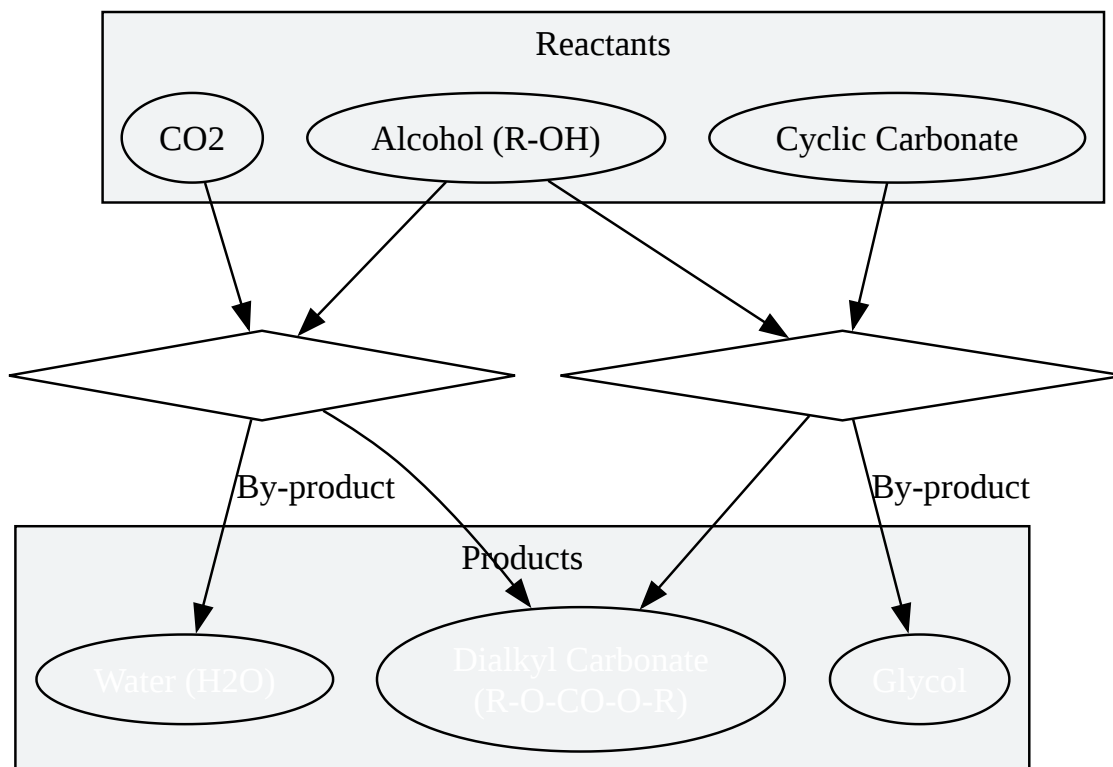 Reactants
CO2
Alcohol (R-OH)
Cyclic Carbonate
By-product
By-product
Products
Water (H2O)
Dialkyl Carbonate
(R-O-CO-O-R)
Glycol